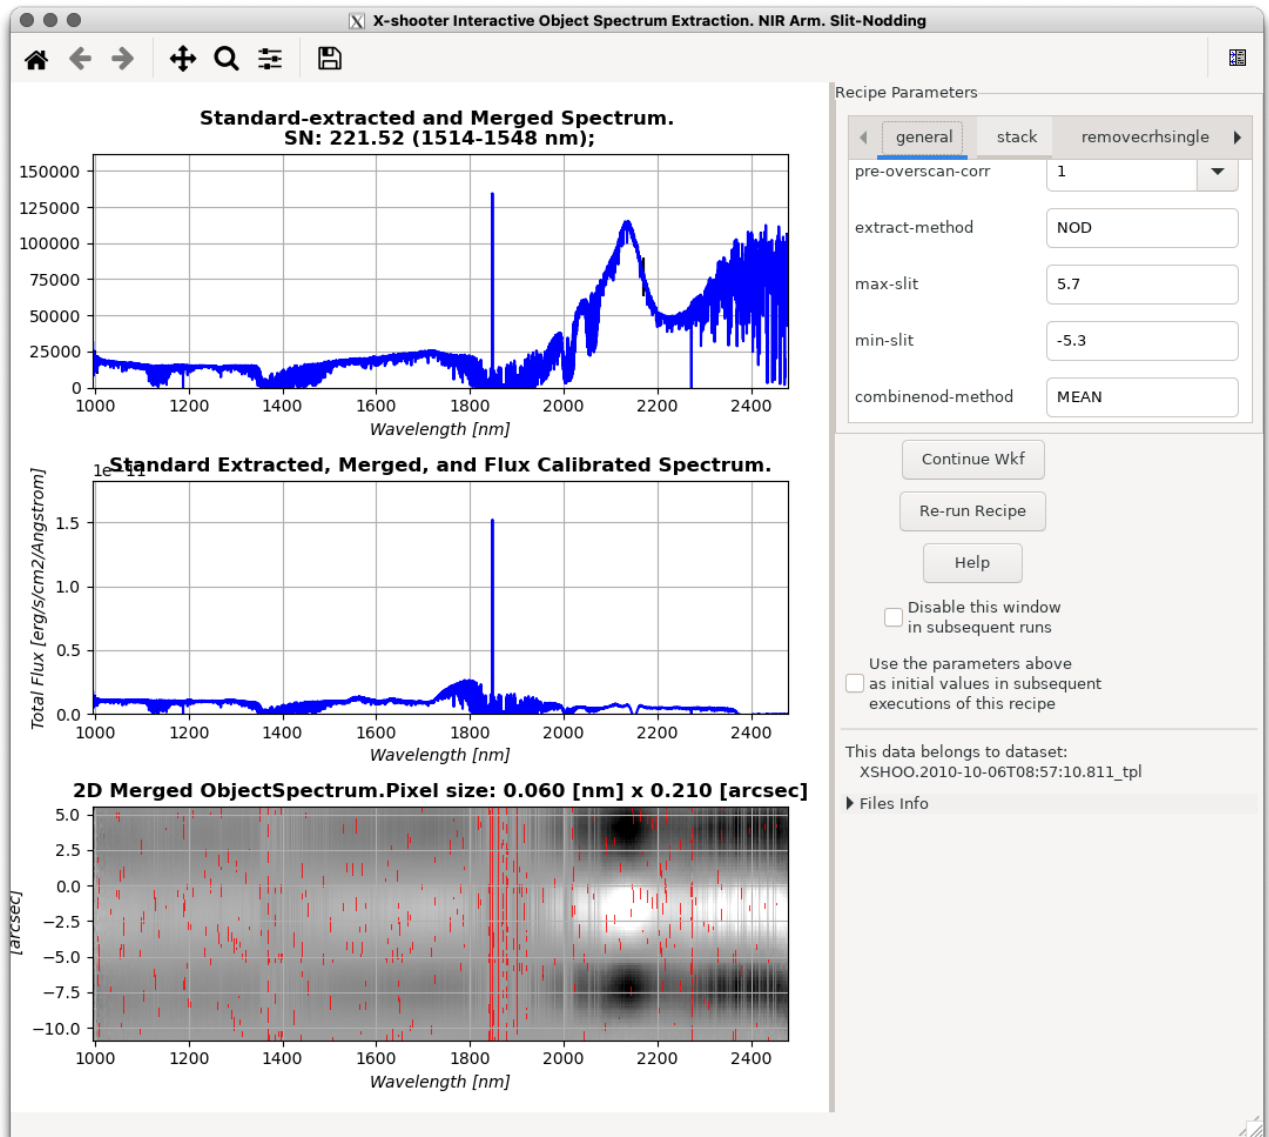 X X-shooter Interactive Object Spectrum Extraction. NIR Arm. Slit-Nodding
Standard-extracted and Merged Spectrum.
SN: 221.52 (1514-1548 nm);
150000
125000
100000
75000
50000
25000
0
1000 1200 1400 1600 1800 2000 2200 2400
Wavelength [nm]
1e−11
Standard Extracted, Merged, and Flux Calibrated Spectrum.
Total Flux [erg/s/cm2/Angstrom]
1.5
1.0
0.5
0.0
1000 1200 1400 1600 1800 2000 2200 2400
Wavelength [nm]
2D Merged ObjectSpectrum.Pixel size: 0.060 [nm] x 0.210 [arcsec]
[arcsec]
5.0
2.5
0.0
−2.5
−5.0
−7.5
−10.0
1000 1200 1400 1600 1800 2000 2200 2400
Wavelength [nm]
Recipe Parameters
general stack removecrhsingle
pre-overscan-corr 1
extract-method NOD
max-slit 5.7
min-slit -5.3
combinenod-method MEAN
Continue Wkf
Re-run Recipe
Help
Disable this window
in subsequent runs
Use the parameters above
as initial values in subsequent
executions of this recipe
This data belongs to dataset:
XSHOO.2010-10-06T08:57:10.811_tpl
Files Info